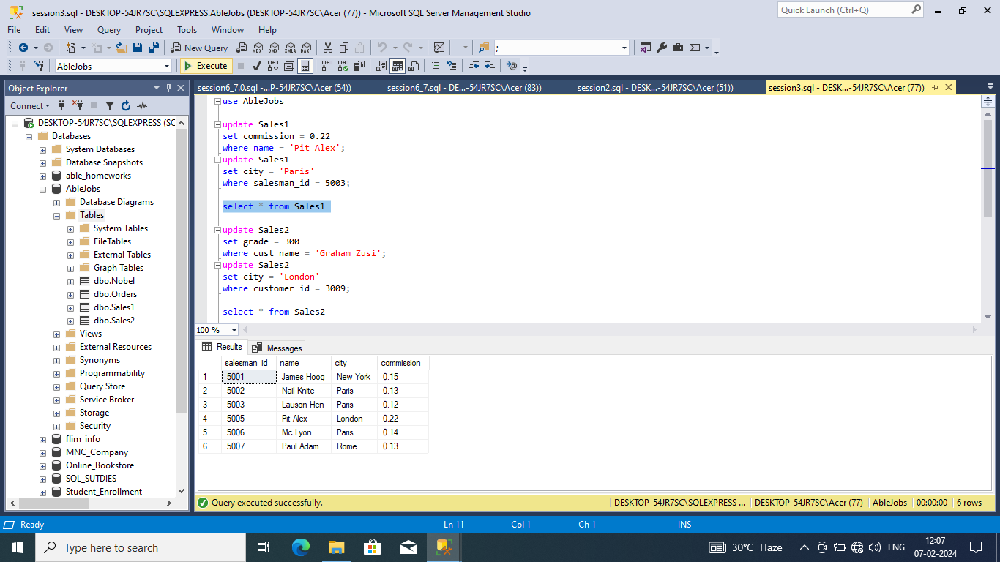 session3.sql - DESKTOP-54JR7SC\SQLEXPRESS.AbleJobs (DESKTOP-54JR7SC\Acer (77)) - Microsoft SQL Server Management Studio
Quick Launch (Ctrl+Q)
File Edit View Query Project Tools Window Help
New Query
MDX DMX XMLA DAX
;
AbleJobs
Execute
Object Explorer
Connect
DESKTOP-54JR7SC\SQLEXPRESS (SC
Databases
System Databases
Database Snapshots
able_homeworks
AbleJobs
Database Diagrams
Tables
System Tables
FileTables
External Tables
Graph Tables
dbo.Nobel
dbo.Orders
dbo.Sales1
dbo.Sales2
Views
External Resources
Synonyms
Programmability
Query Store
Service Broker
Storage
Security
flim_info
MNC_Company
Online_Bookstore
SQL_SUTDIES
Student_Enrollment
session6_7.0.sql -...P-54JR7SC\Acer (54))
session6_7.sql - DE...-54JR7SC\Acer (83))
session2.sql - DESK...-54JR7SC\Acer (51))
session3.sql - DESK...-54JR7SC\Acer (77))
use AbleJobs
update Sales1
set commission = 0.22
where name = 'Pit Alex';
update Sales1
set city = 'Paris'
where salesman_id = 5003;
select * from Sales1
update Sales2
set grade = 300
where cust_name = 'Graham Zusi';
update Sales2
set city = 'London'
where customer_id = 3009;
select * from Sales2
100 %
Results Messages
salesman_id name city commission
1 5001 James Hoog New York 0.15
2 5002 Nail Knite Paris 0.13
3 5003 Lauson Hen Paris 0.12
4 5005 Pit Alex London 0.22
5 5006 Mc Lyon Paris 0.14
6 5007 Paul Adam Rome 0.13
Query executed successfully.
DESKTOP-54JR7SC\SQLEXPRESS ... DESKTOP-54JR7SC\Acer (77) AbleJobs 00:00:00 6 rows
Ready Ln 11 Col 1 Ch 1 INS
Type here to search
30°C Haze
ENG
12:07
07-02-2024